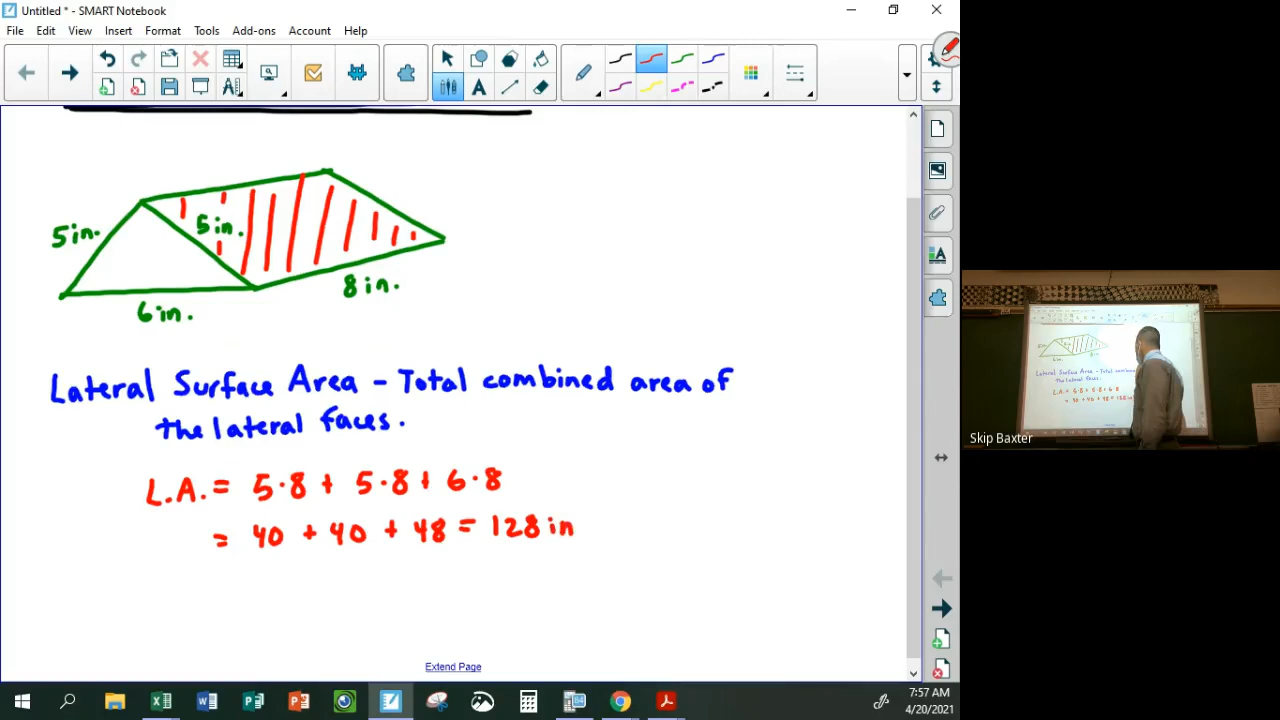 Untitled * - SMART Notebook
File Edit View Insert Format Tools Add-ons Account Help
5in.
5in.
8in.
6in.
Lateral Surface Area - Total combined area of
the lateral faces.
L.A. = 5·8 + 5·8 + 6·8
= 40 + 40 + 48 = 128in
Extend Page
Skip Baxter
7:57 AM
4/20/2021